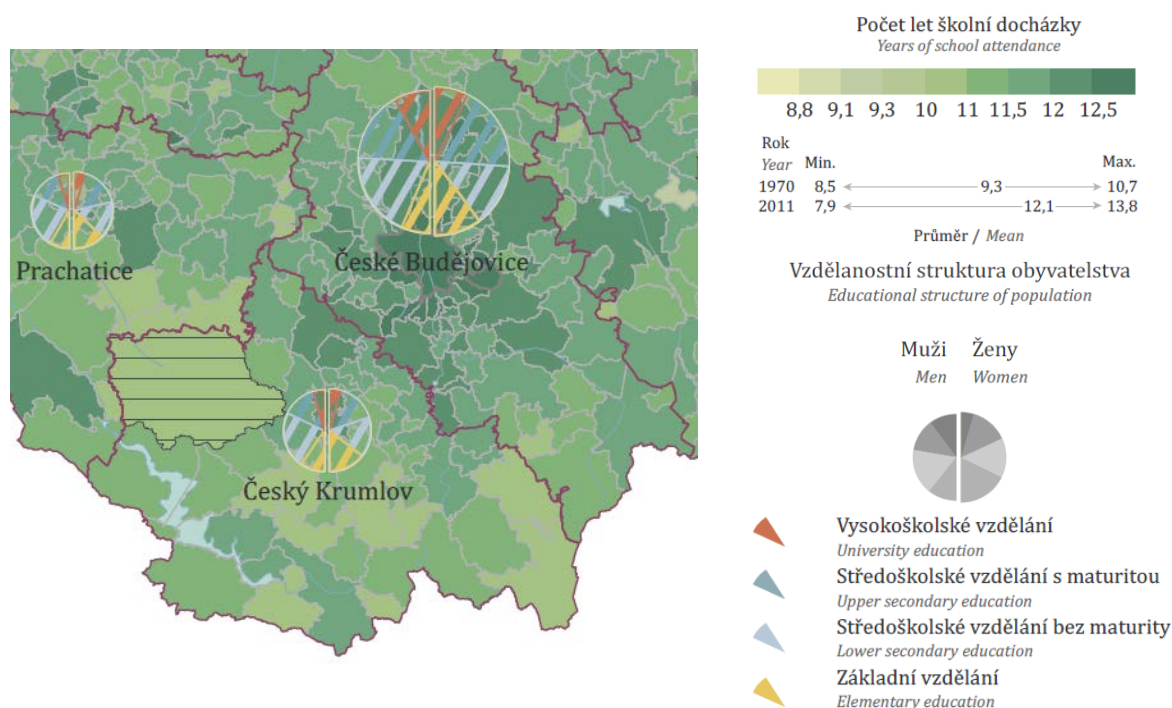 Prachatice
České Budějovice
Český Krumlov
Počet let školní docházky
Years of school attendance
8,8 9,1 9,3 10 11 11,5 12 12,5
Rok
Year Min. Max.
1970 8,5 9,3 10,7
2011 7,9 12,1 13,8
Průměr / Mean
Vzdělanostní struktura obyvatelstva
Educational structure of population
Muži Ženy
Men Women
Vysokoškolské vzdělání
University education
Středoškolské vzdělání s maturitou
Upper secondary education
Středoškolské vzdělání bez maturity
Lower secondary education
Základní vzdělání
Elementary education